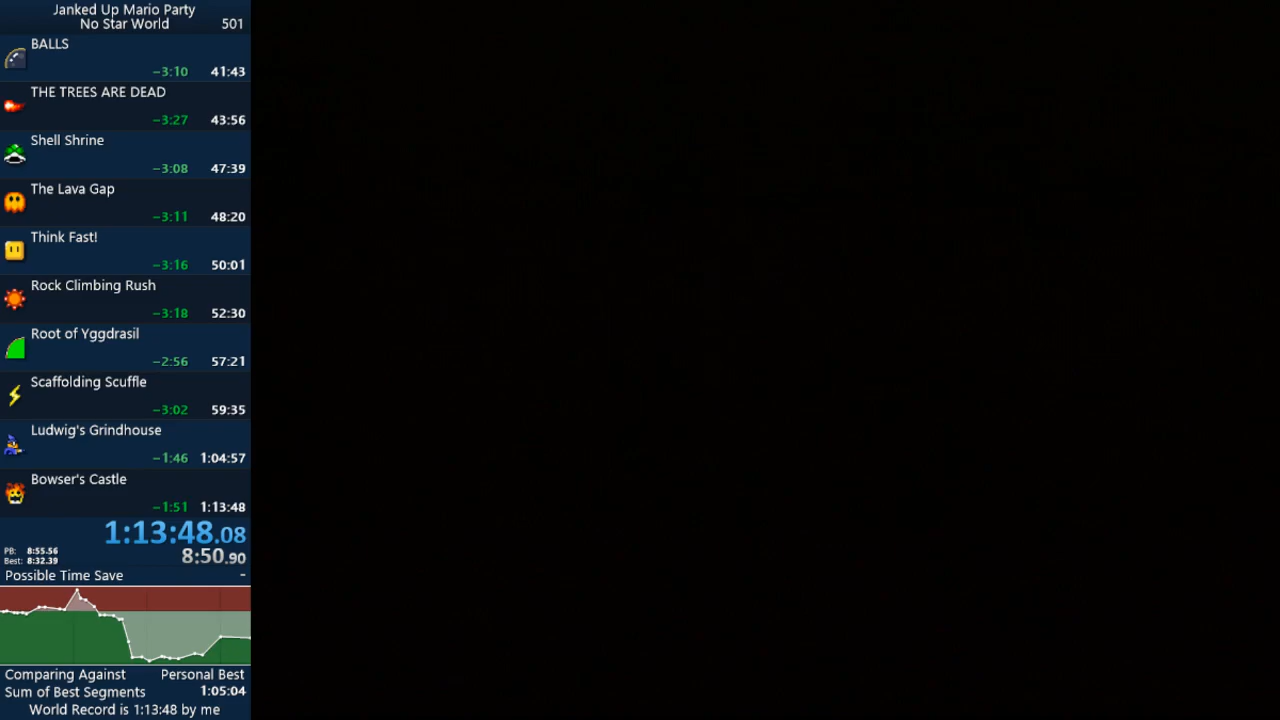 Janked Up Mario Party
No Star World 501
BALLS
−3:10 41:43
THE TREES ARE DEAD
−3:27 43:56
Shell Shrine
−3:08 47:39
The Lava Gap
−3:11 48:20
Think Fast!
−3:16 50:01
Rock Climbing Rush
−3:18 52:30
Root of Yggdrasil
−2:56 57:21
Scaffolding Scuffle
−3:02 59:35
Ludwig's Grindhouse
−1:46 1:04:57
Bowser's Castle
−1:51 1:13:48
1:13:48.08
PB: 8:55.56
Best: 8:32.39
8:50.90
Possible Time Save -
Comparing Against Personal Best
Sum of Best Segments 1:05:04
World Record is 1:13:48 by me